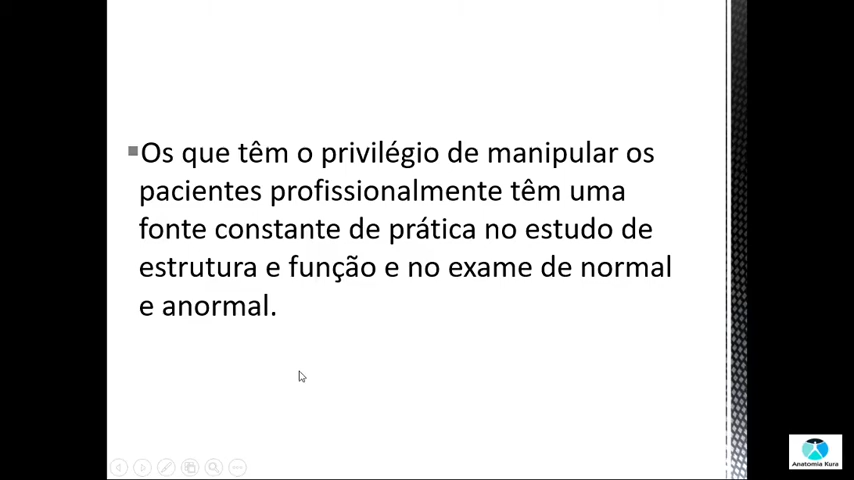 Os que têm o privilégio de manipular os
pacientes profissionalmente têm uma
fonte constante de prática no estudo de
estrutura e função e no exame de normal
e anormal.
Anatomia Kura